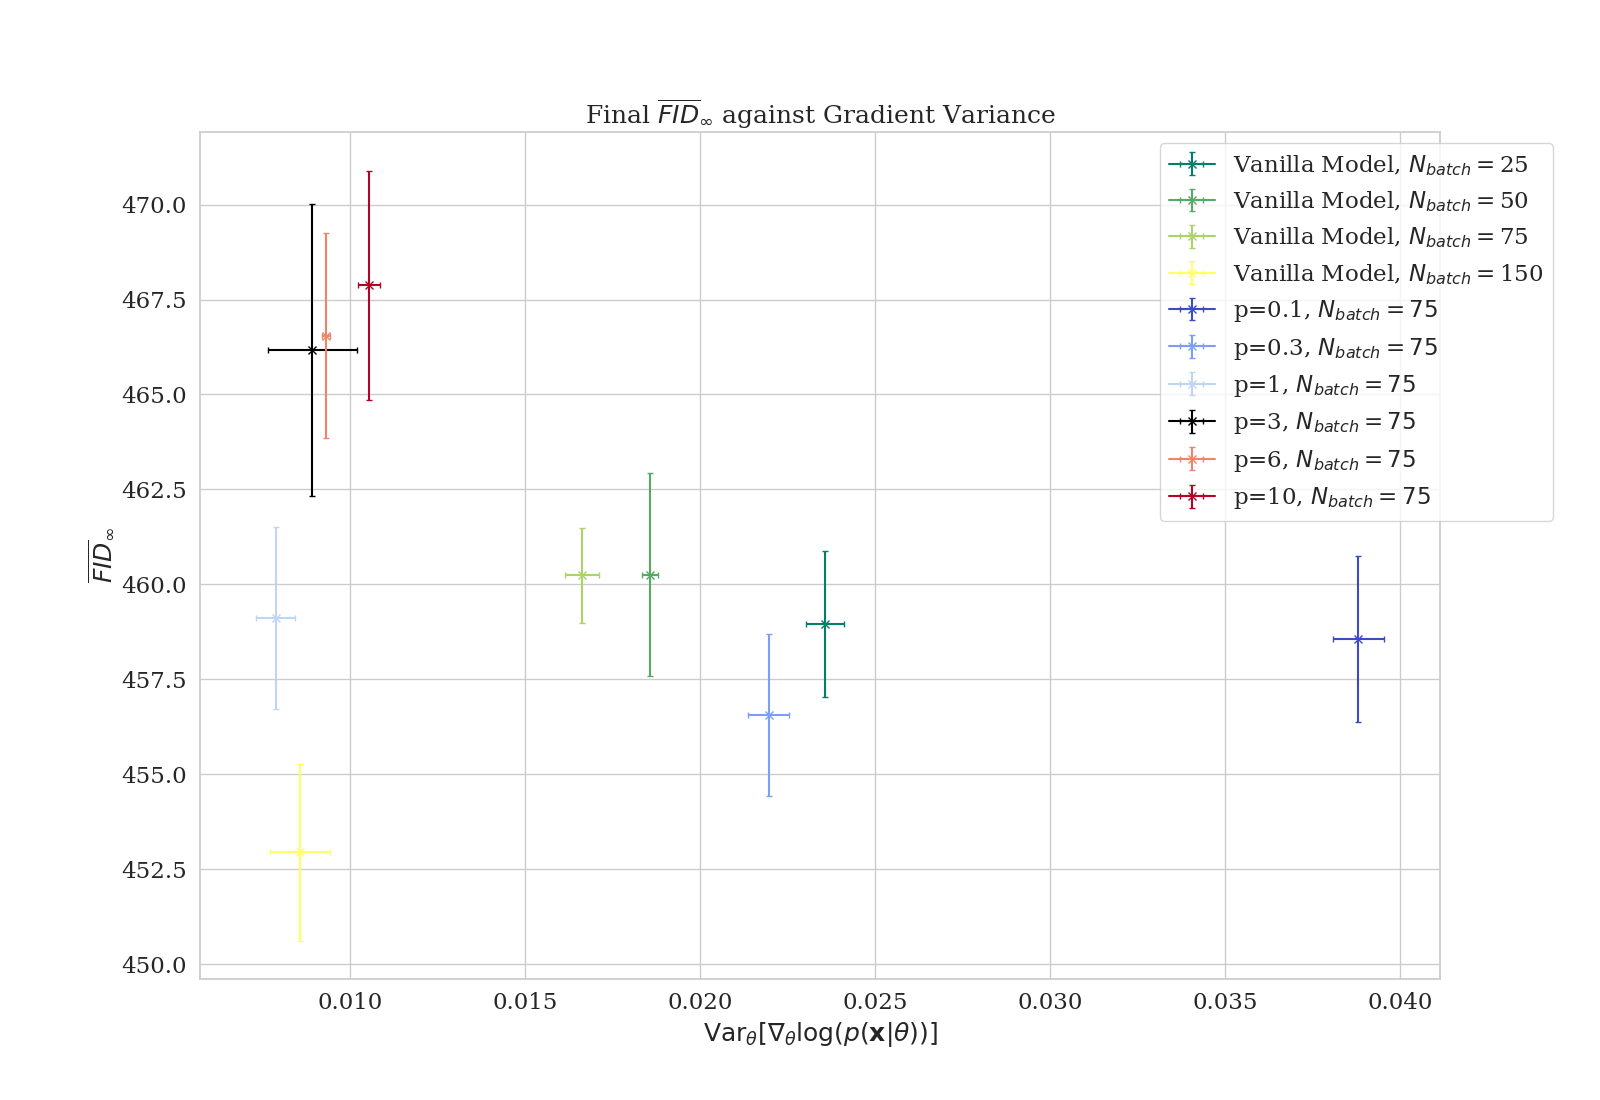 Final $\overline{FID}_\infty$ against Gradient Variance
470.0
467.5
465.0
462.5
460.0
457.5
455.0
452.5
450.0
$\overline{FID}_\infty$
Vanilla Model, $N_{batch} = 25$
Vanilla Model, $N_{batch} = 50$
Vanilla Model, $N_{batch} = 75$
Vanilla Model, $N_{batch} = 150$
p=0.1, $N_{batch} = 75$
p=0.3, $N_{batch} = 75$
p=1, $N_{batch} = 75$
p=3, $N_{batch} = 75$
p=6, $N_{batch} = 75$
p=10, $N_{batch} = 75$
0.010 0.015 0.020 0.025 0.030 0.035 0.040
$\mathrm{Var}_\theta[\nabla_\theta \log(p(\mathbf{x}|\theta))]$